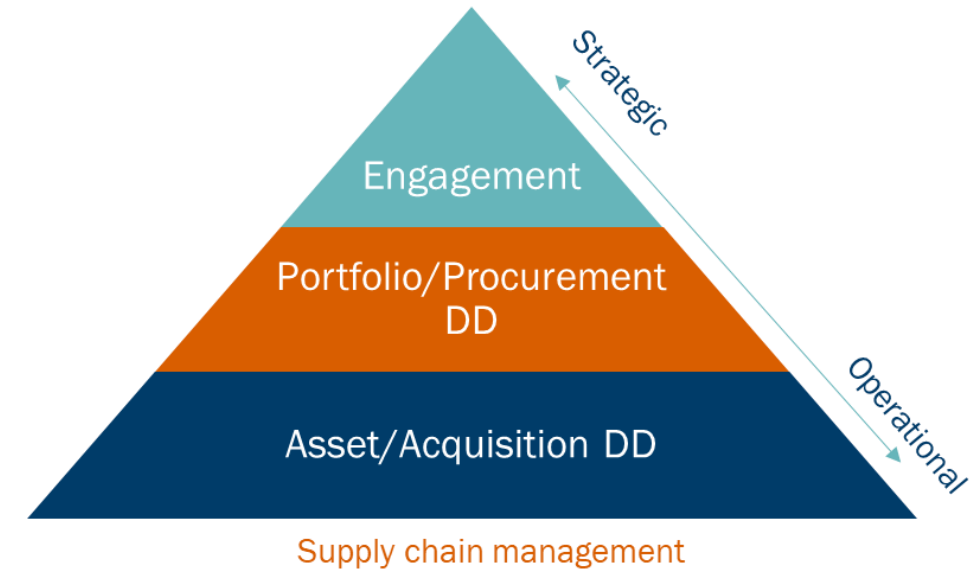 Strategic
Engagement
Portfolio/Procurement
DD
Operational
Asset/Acquisition DD
Supply chain management